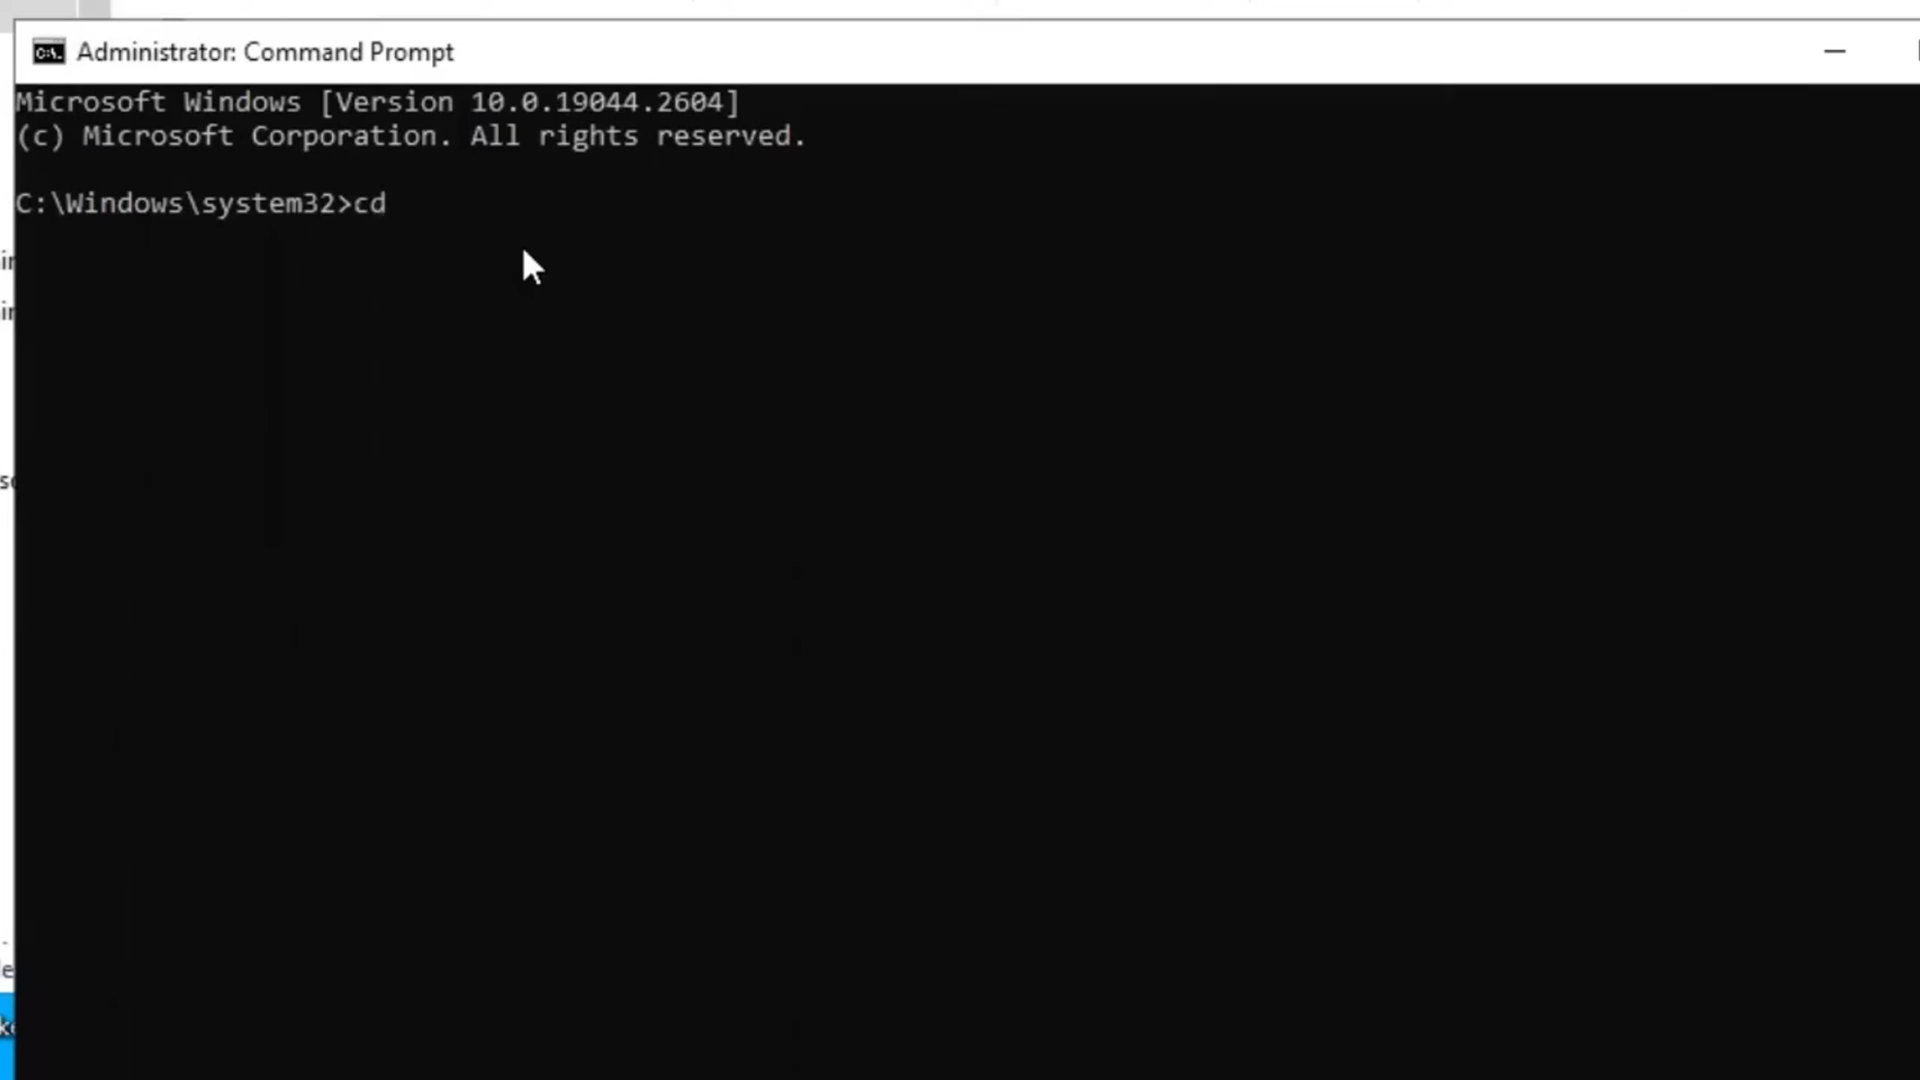 Administrator: Command Prompt
Microsoft Windows [Version 10.0.19044.2604]
(c) Microsoft Corporation. All rights reserved.
C:\Windows\system32>cd